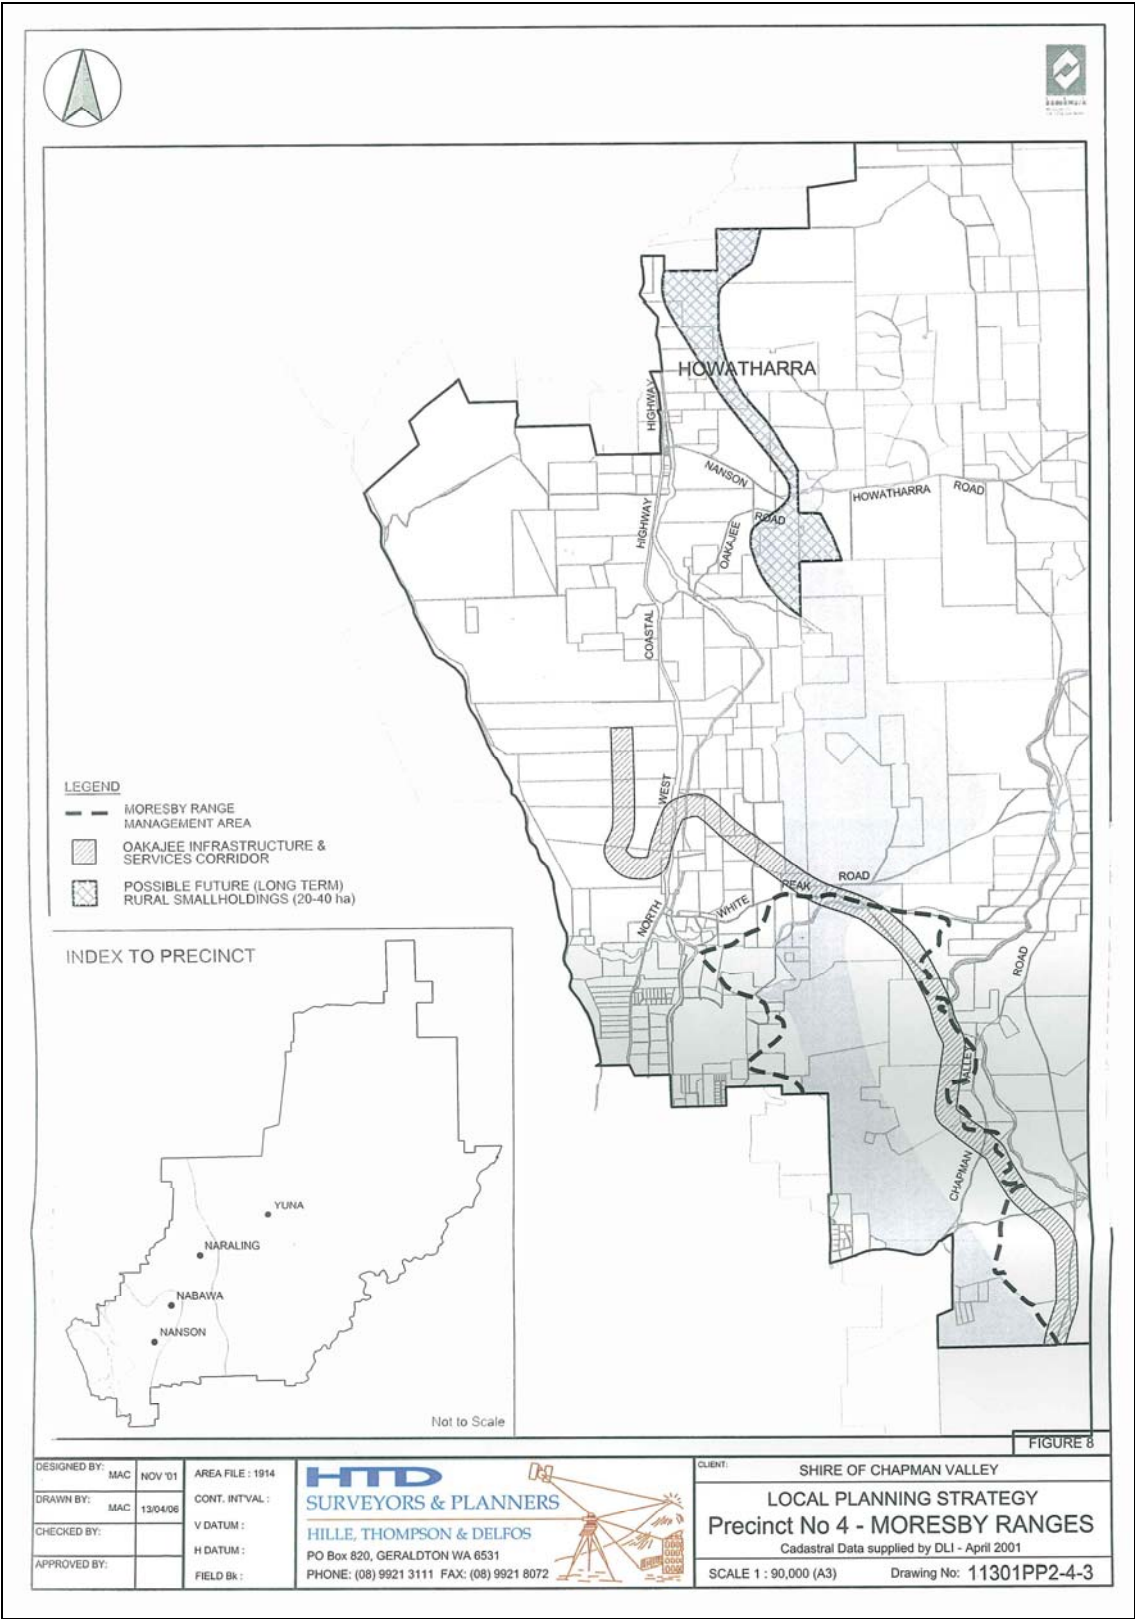 HOWATHARRA
HIGHWAY
NANSON
HOWATHARRA
ROAD
OAKAJEE
ROAD
HIGHWAY
COASTAL
WEST
PEAK
ROAD
WHITE
NORTH
ROAD
VALLEY
CHAPMAN
LEGEND
MORESBY RANGE
MANAGEMENT AREA
OAKAJEE INFRASTRUCTURE &
SERVICES CORRIDOR
POSSIBLE FUTURE (LONG TERM)
RURAL SMALLHOLDINGS (20-40 ha)
INDEX TO PRECINCT
YUNA
NARALING
NABAWA
NANSON
Not to Scale
FIGURE 8
DESIGNED BY: MAC NOV '01
DRAWN BY: MAC 13/04/06
CHECKED BY:
APPROVED BY:
AREA FILE : 1914
CONT. INT'VAL :
V DATUM :
H DATUM :
FIELD Bk :
HTD
SURVEYORS & PLANNERS
HILLE, THOMPSON & DELFOS
PO Box 820, GERALDTON WA 6531
PHONE: (08) 9921 3111 FAX: (08) 9921 8072
CLIENT: SHIRE OF CHAPMAN VALLEY
LOCAL PLANNING STRATEGY
Precinct No 4 - MORESBY RANGES
Cadastral Data supplied by DLI - April 2001
SCALE 1 : 90,000 (A3) Drawing No: 11301PP2-4-3